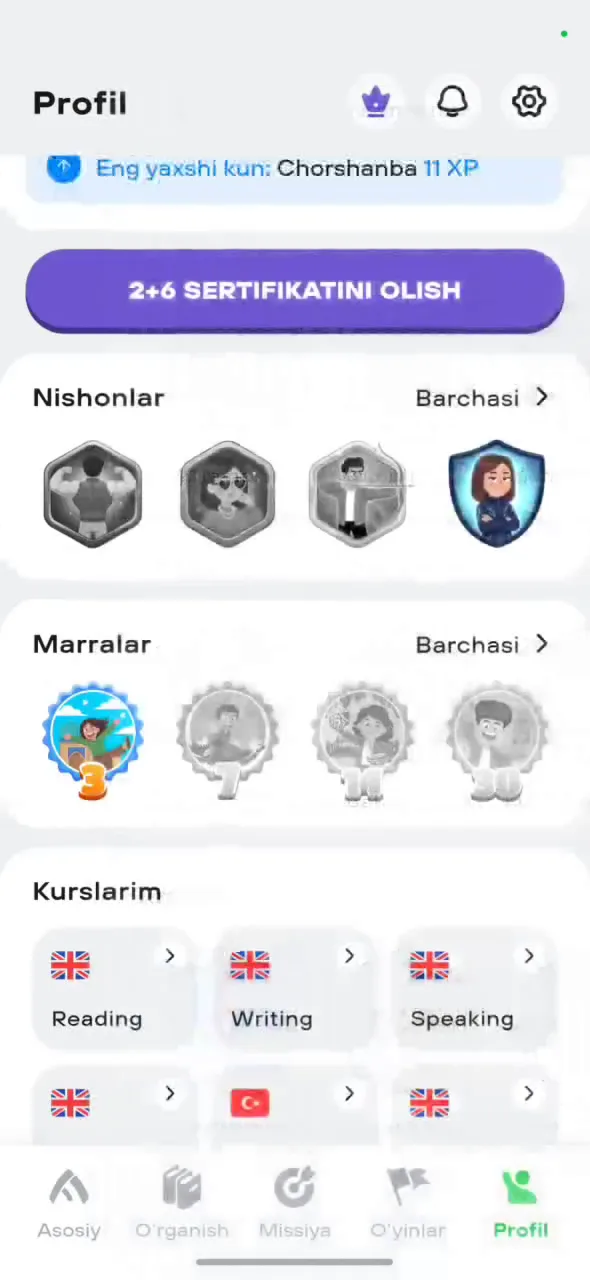 Profil
Eng yaxshi kun: Chorshanba 11 XP
2+6 SERTIFIKATINI OLISH
Nishonlar
Barchasi
Marralar
Barchasi
3
7
11
30
Kurslarim
Reading
Writing
Speaking
Asosiy
O'rganish
Missiya
O'yinlar
Profil